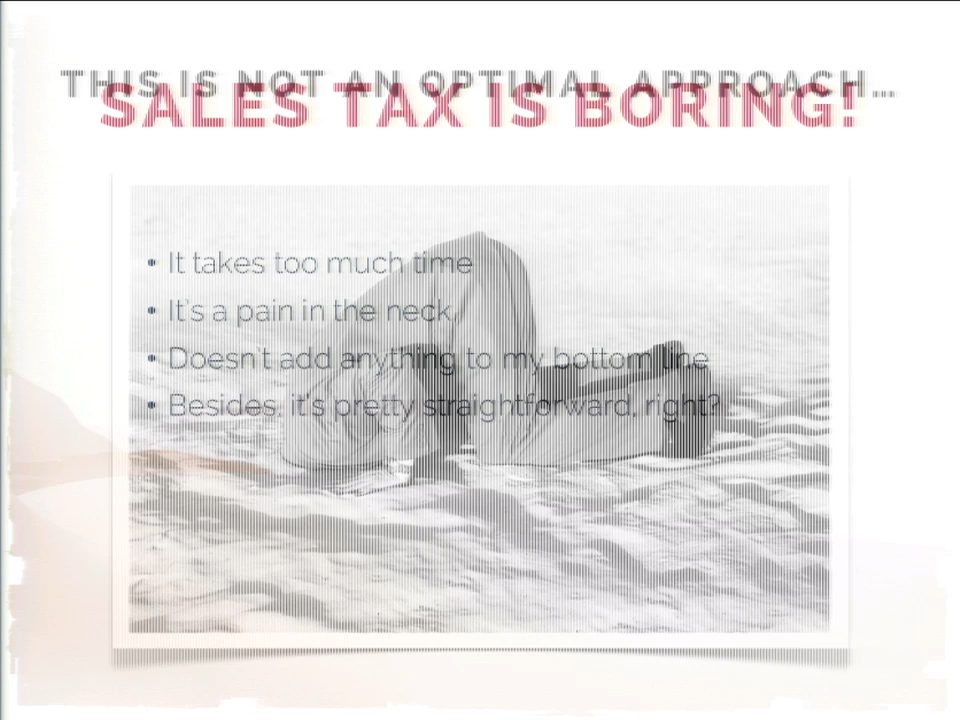 THIS IS NOT AN OPTIMAL APPROACH...
SALES TAX IS BORING!
• It takes too much time
• It's a pain in the neck
• Doesn't add anything to my bottom line
• Besides, it's pretty straightforward, right?